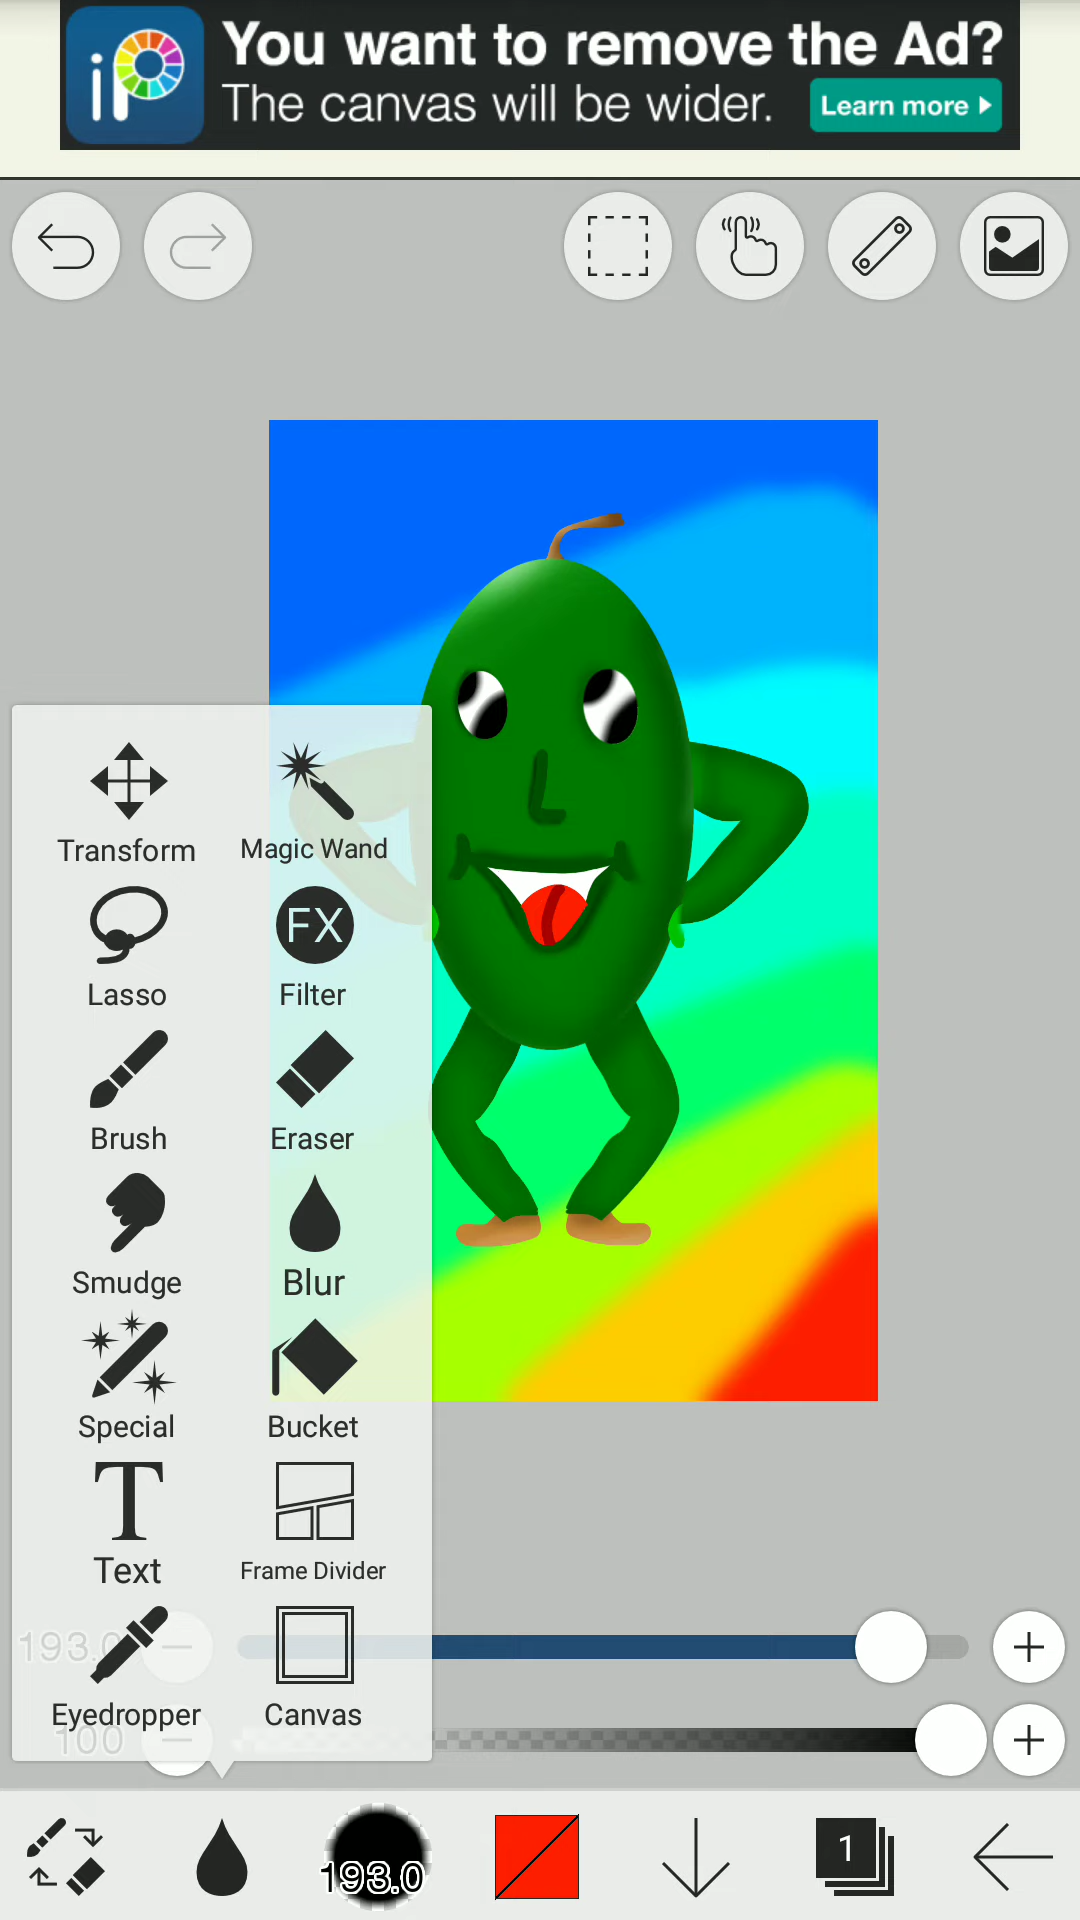 iP
You want to remove the Ad?
The canvas will be wider.
Learn more
Transform
Magic Wand
Lasso
FX
Filter
Brush
Eraser
Smudge
Blur
Special
Bucket
T
Text
Frame Divider
193.0
Eyedropper
Canvas
100
193.0
1